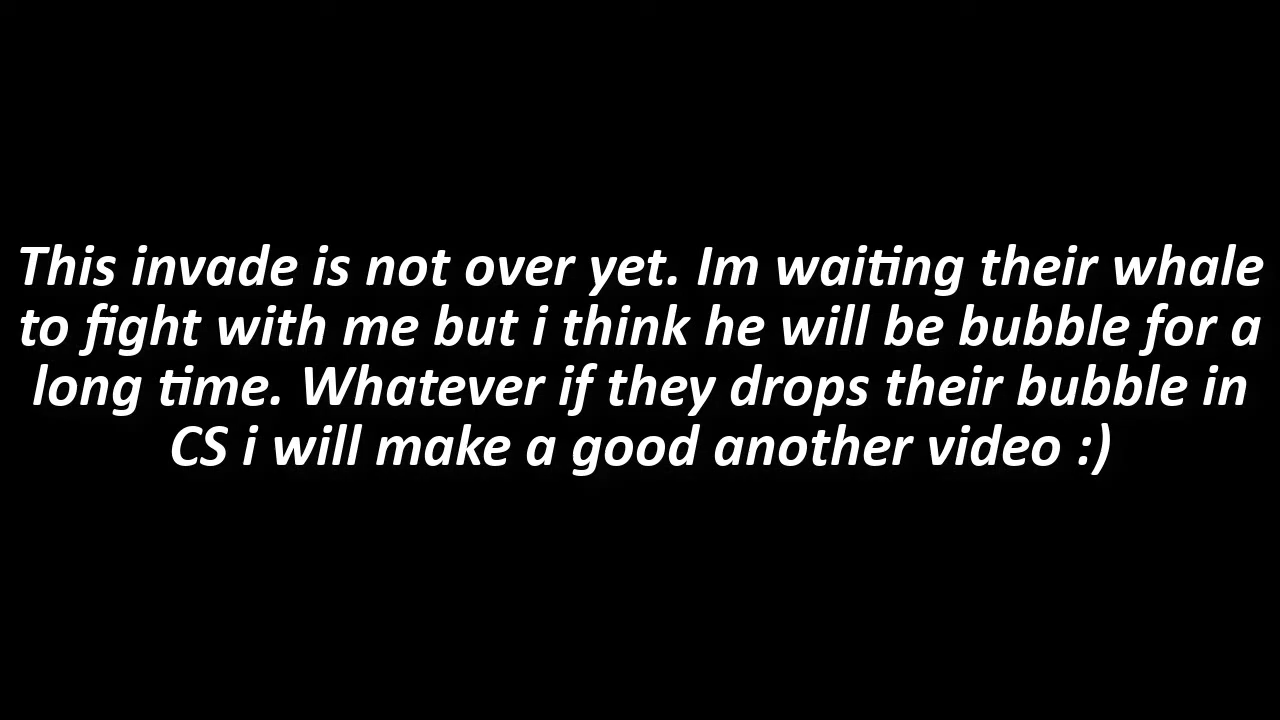 This invade is not over yet. Im waiting their whale
to fight with me but i think he will be bubble for a
long time. Whatever if they drops their bubble in
CS i will make a good another video :)